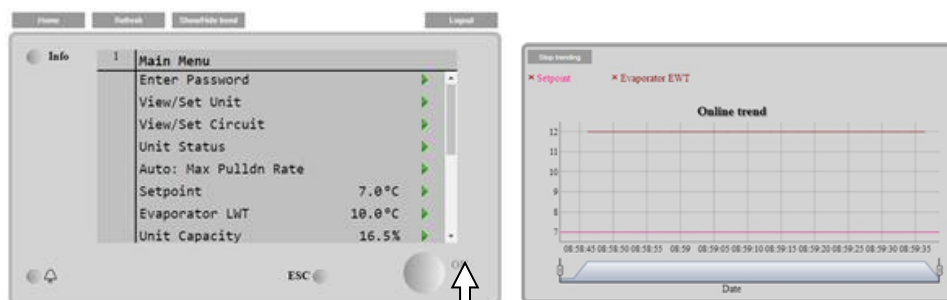 Home Refresh Show/Hide trend Logout
Info
1 Main Menu
Enter Password
View/Set Unit
View/Set Circuit
Unit Status
Auto: Max Pulldn Rate
Setpoint 7.0°C
Evaporator LWT 10.0°C
Unit Capacity 16.5%
ESC
Stop trending
× Setpoint × Evaporator EWT
Online trend
12
11
10
9
8
7
08:58:45 08:58:50 08:58:55 08:59 08:59:05 08:59:10 08:59:15 08:59:20 08:59:25 08:59:30 08:59:35
Date